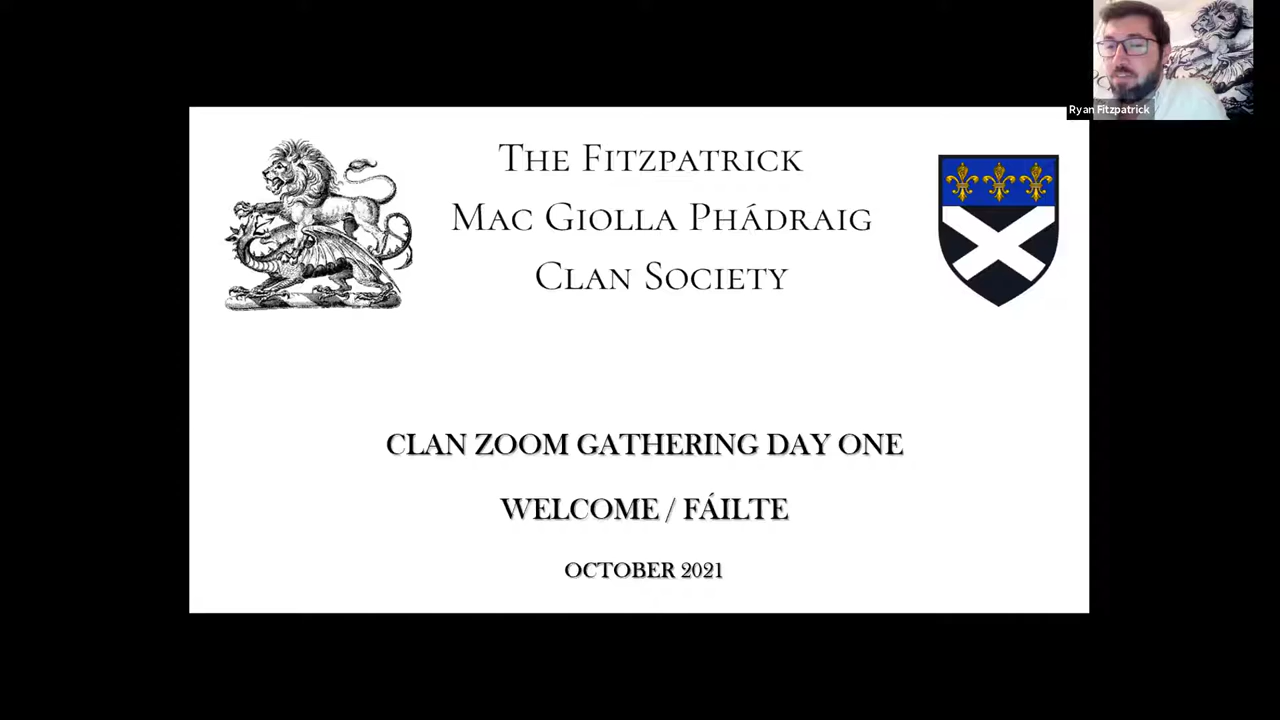 Ryan Fitzpatrick
The Fitzpatrick
Mac Giolla Phádraig
Clan Society
CLAN ZOOM GATHERING DAY ONE
WELCOME / FÁILTE
OCTOBER 2021